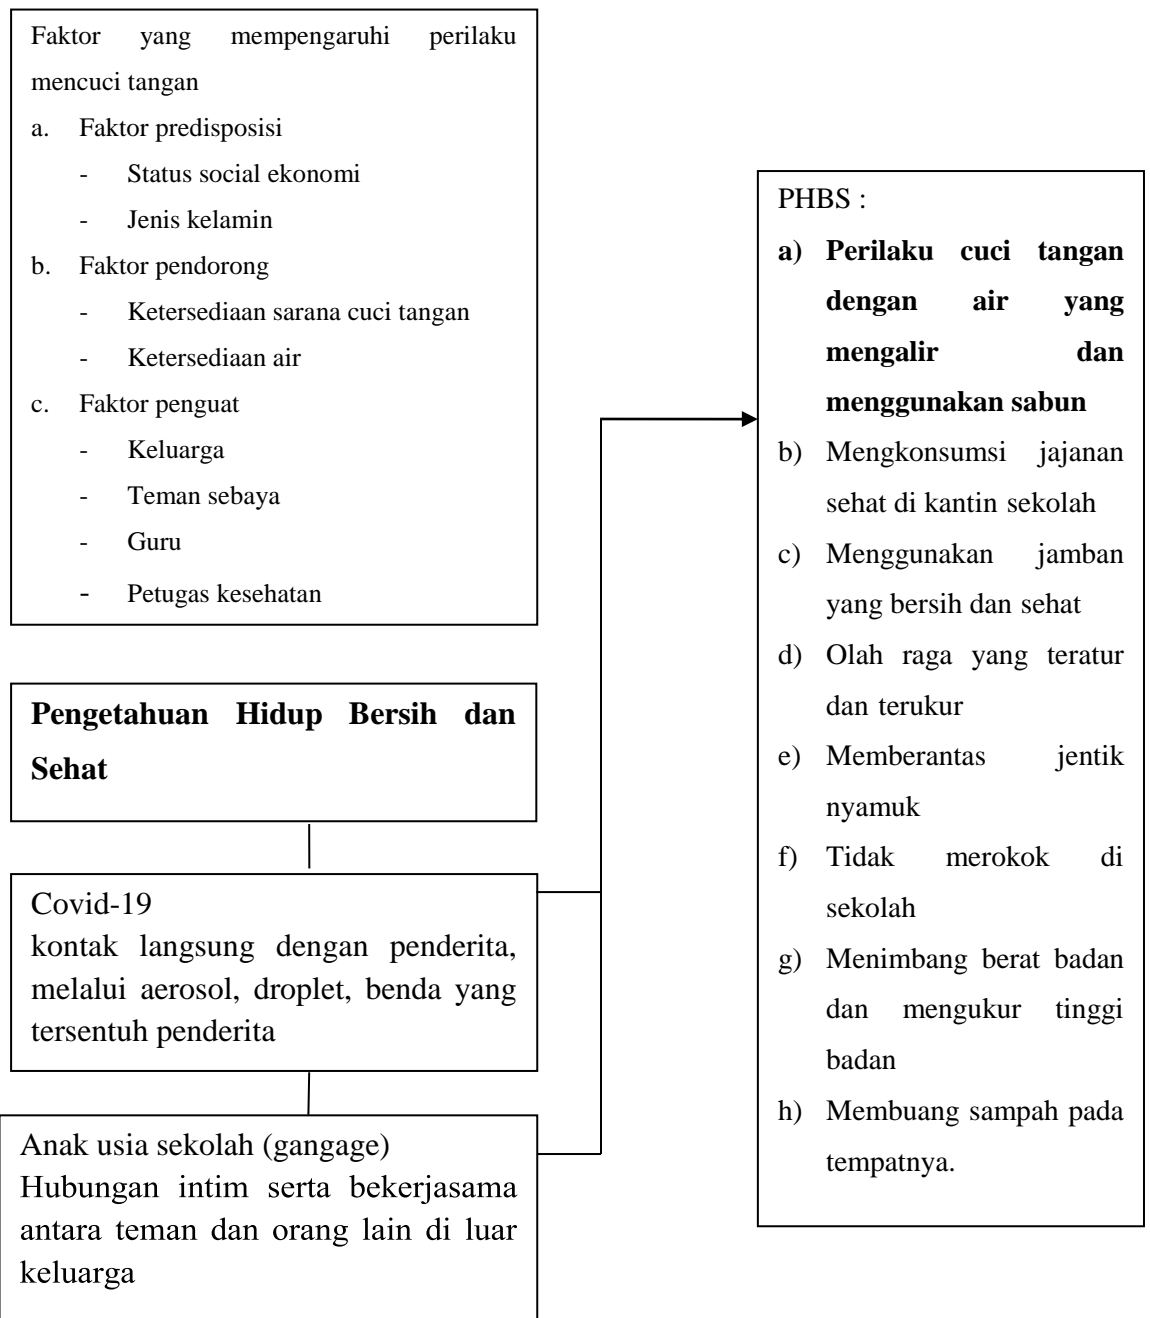 Faktor yang mempengaruhi perilaku
mencuci tangan
a. Faktor predisposisi
- Status social ekonomi
- Jenis kelamin
b. Faktor pendorong
- Ketersediaan sarana cuci tangan
- Ketersediaan air
c. Faktor penguat
- Keluarga
- Teman sebaya
- Guru
- Petugas kesehatan
Pengetahuan Hidup Bersih dan
Sehat
Covid-19
kontak langsung dengan penderita,
melalui aerosol, droplet, benda yang
tersentuh penderita
Anak usia sekolah (gangage)
Hubungan intim serta bekerjasama
antara teman dan orang lain di luar
keluarga
PHBS :
a) Perilaku cuci tangan
dengan air yang
mengalir dan
menggunakan sabun
b) Mengkonsumsi jajanan
sehat di kantin sekolah
c) Menggunakan jamban
yang bersih dan sehat
d) Olah raga yang teratur
dan terukur
e) Memberantas jentik
nyamuk
f) Tidak merokok di
sekolah
g) Menimbang berat badan
dan mengukur tinggi
badan
h) Membuang sampah pada
tempatnya.